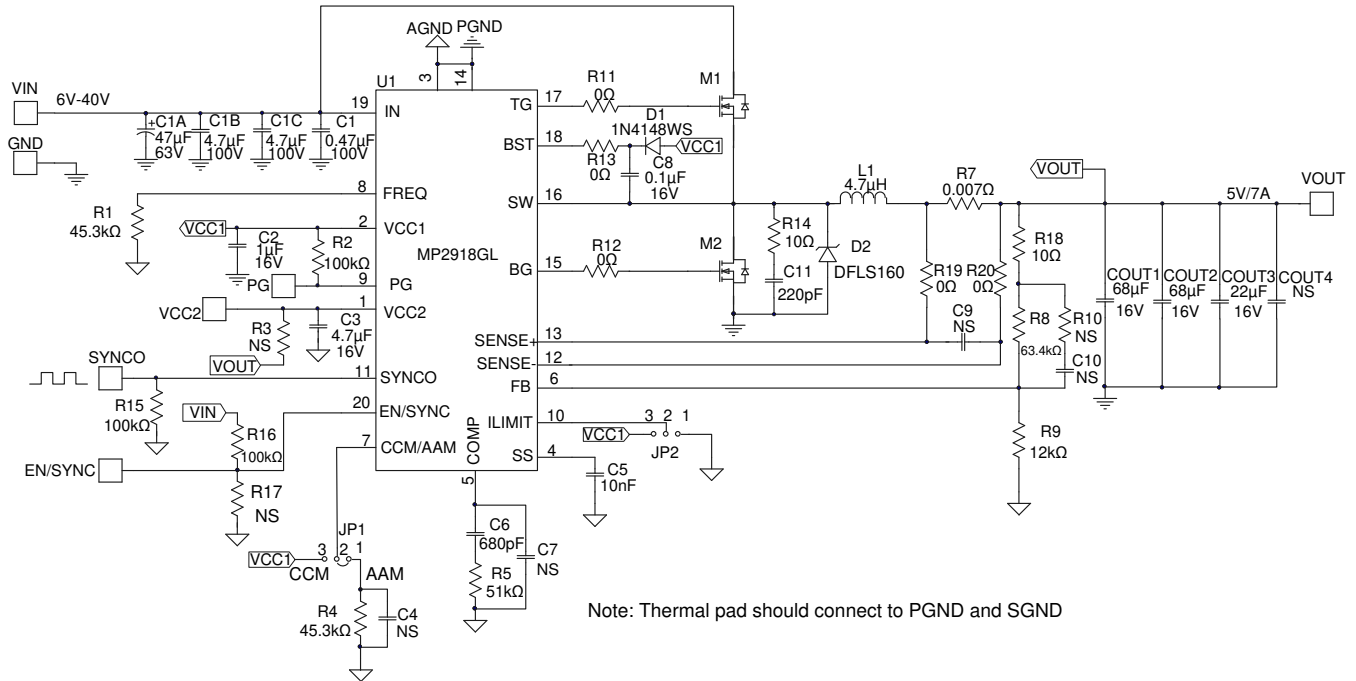 AGND PGND
VIN
6V-40V
GND
C1A
47µF
63V
C1B
4.7µF
100V
C1C
4.7µF
100V
C1
0.47µF
100V
U1
MP2918GL
3
14
19
IN
8
FREQ
R1
45.3kΩ
2
VCC1
VCC1
C2
1µF
16V
R2
100kΩ
9
PG
PG
1
VCC2
VCC2
R3
NS
VOUT
C3
4.7µF
16V
SYNCO
11
SYNCO
R15
100kΩ
20
EN/SYNC
VIN
R16
100kΩ
EN/SYNC
R17
NS
7
CCM/AAM
JP1
VCC1
3 2 1
CCM
AAM
R4
45.3kΩ
C4
NS
COMP
5
C6
680pF
R5
51kΩ
C7
NS
TG
17
R11
0Ω
M1
BST
18
R13
0Ω
D1
1N4148WS
VCC1
C8
0.1µF
16V
SW
16
BG
15
R12
0Ω
M2
R14
10Ω
C11
220pF
D2
DFLS160
L1
4.7µH
R7
0.007Ω
R19
0Ω
R20
0Ω
C9
NS
SENSE+
13
SENSE-
12
FB
6
ILIMIT
10
VCC1
3 2 1
JP2
SS
4
C5
10nF
R18
10Ω
R8
63.4kΩ
R10
NS
C10
NS
R9
12kΩ
VOUT
5V/7A
VOUT
COUT1
68µF
16V
COUT2
68µF
16V
COUT3
22µF
16V
COUT4
NS
Note: Thermal pad should connect to PGND and SGND